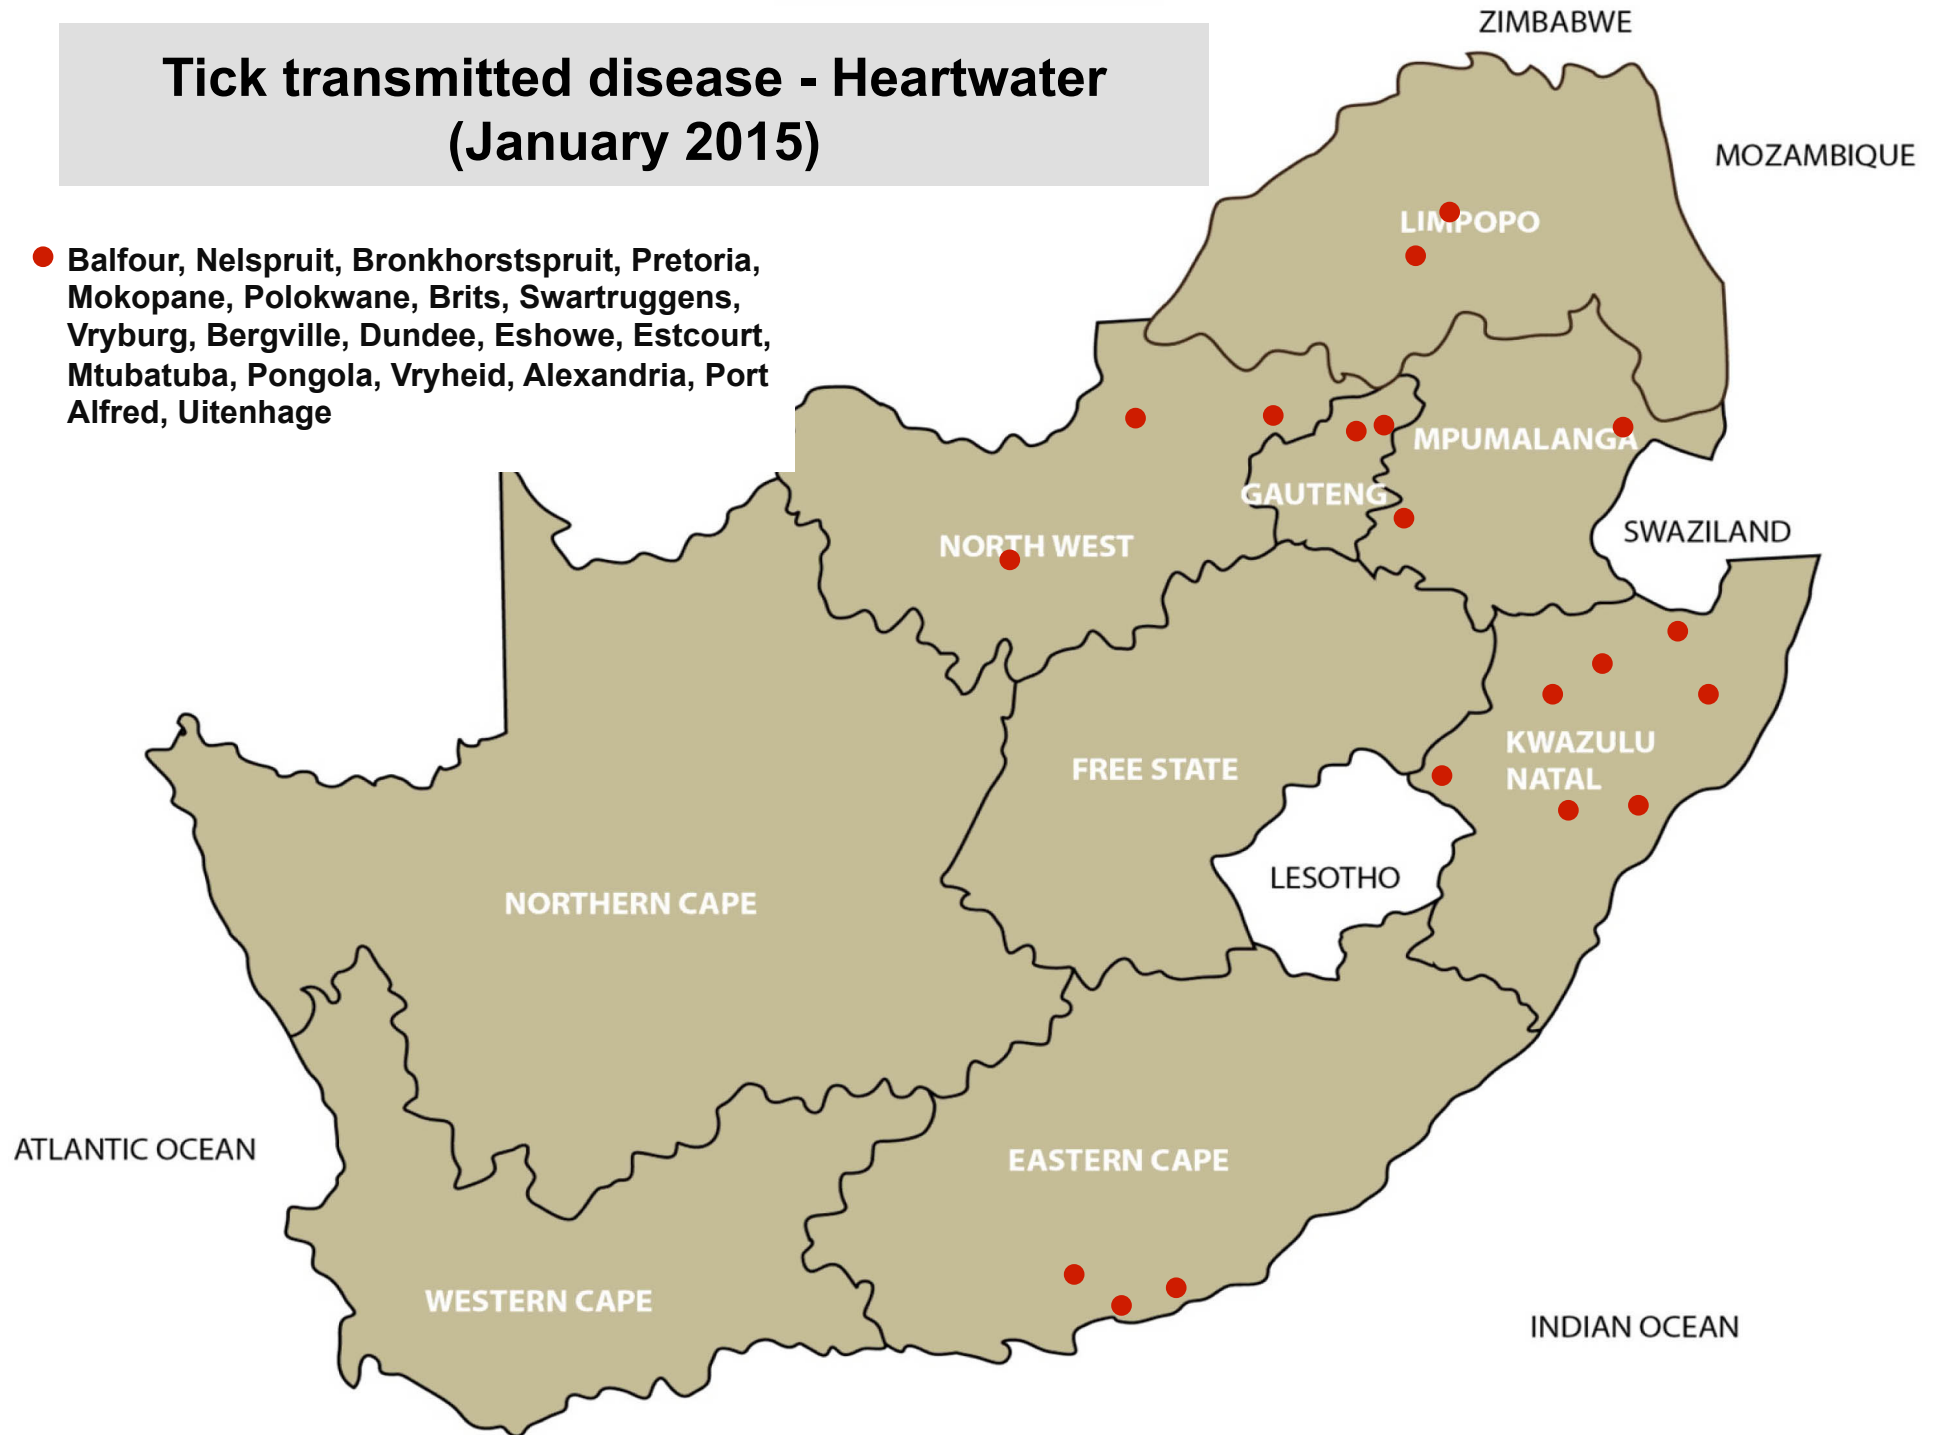 Tick transmitted disease - Heartwater
(January 2015)
Balfour, Nelspruit, Bronkhorstspruit, Pretoria,
Mokopane, Polokwane, Brits, Swartruggens,
Vryburg, Bergville, Dundee, Eshowe, Estcourt,
Mtubatuba, Pongola, Vryheid, Alexandria, Port
Alfred, Uitenhage
ZIMBABWE
MOZAMBIQUE
LIMPOPO
MPUMALANGA
GAUTENG
SWAZILAND
NORTH WEST
KWAZULU
NATAL
FREE STATE
LESOTHO
NORTHERN CAPE
ATLANTIC OCEAN
EASTERN CAPE
WESTERN CAPE
INDIAN OCEAN